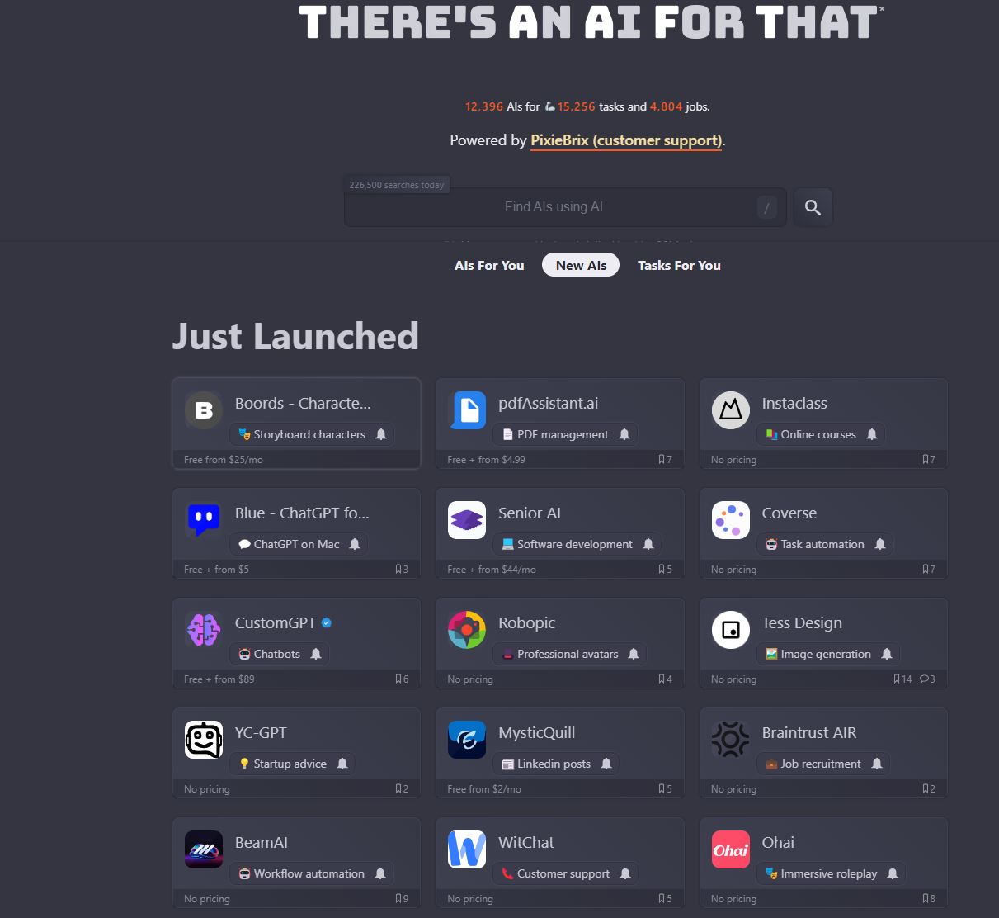 THERE'S AN AI FOR THAT*
12,396 AIs for 🦾15,256 tasks and 4,804 jobs.
Powered by PixieBrix (customer support).
226,500 searches today
Find AIs using AI /
AIs For You New AIs Tasks For You
Just Launched
B Boords - Characte...
🎭 Storyboard characters
Free from $25/mo
pdfAssistant.ai
📄 PDF management
Free + from $4.99 7
Instaclass
Online courses
No pricing 7
Blue - ChatGPT fo...
💬 ChatGPT on Mac
Free + from $5 3
Senior AI
💻 Software development
Free + from $44/mo 5
Coverse
🤖 Task automation
No pricing 7
CustomGPT
🤖 Chatbots
Free + from $89 6
Robopic
Professional avatars
No pricing 4
Tess Design
🖼️ Image generation
No pricing 14 3
YC-GPT
💡 Startup advice
No pricing 2
MysticQuill
📰 Linkedin posts
Free from $2/mo 5
Braintrust AIR
💼 Job recruitment
No pricing 2
BeamAI
🤖 Workflow automation
No pricing 9
WitChat
📞 Customer support
No pricing 5
Ohai Ohai
🎭 Immersive roleplay
No pricing 8